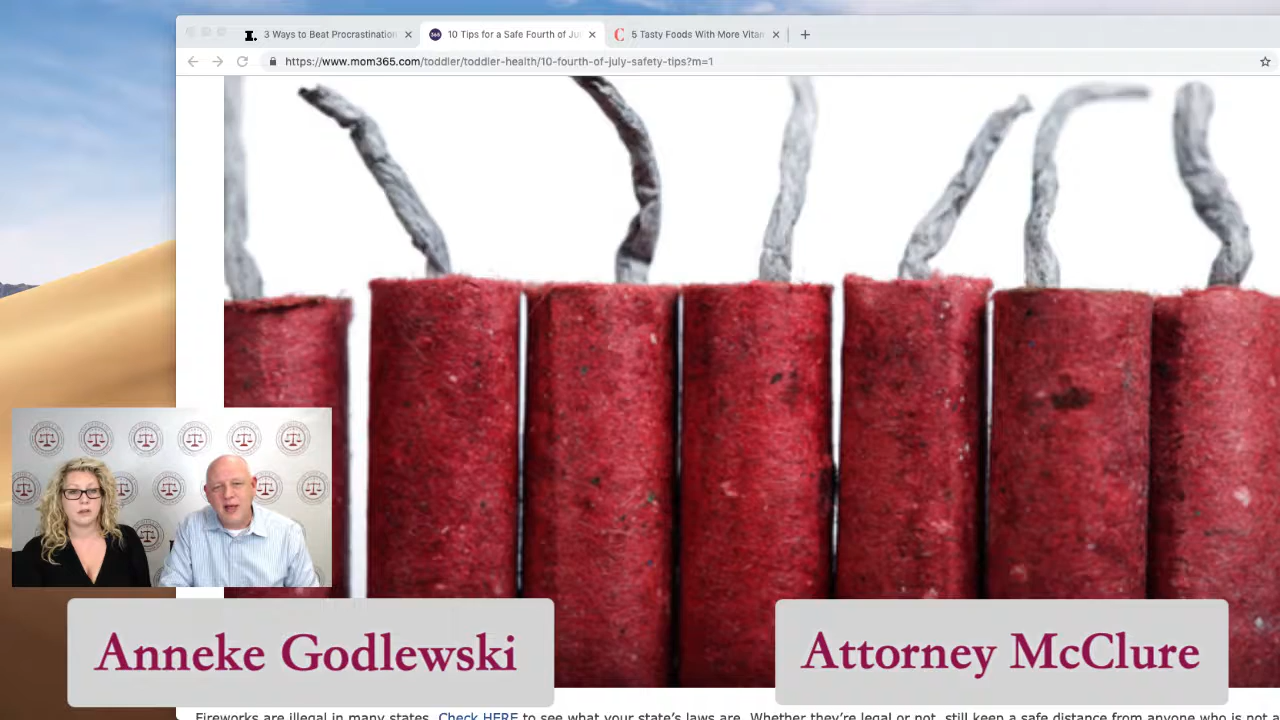 3 Ways to Beat Procrastination
10 Tips for a Safe Fourth of Ju
5 Tasty Foods With More Vitan
https://www.mom365.com/toddler/toddler-health/10-fourth-of-july-safety-tips?m=1
Anneke Godlewski
Attorney McClure
Fireworks are illegal in many states. Check HERE to see what your state's laws are. Whether they're legal or not, still keep a safe distance from anyone who is not a